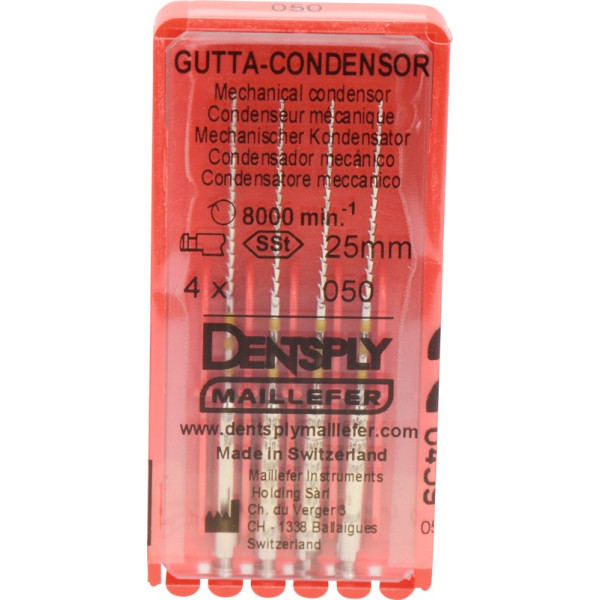 050
GUTTA-CONDENSOR
Mechanical condensor
Condenseur mécanique
Mechanischer Kondensator
Condensador mecánico
Condensatore meccanico
8000 min.-1
SSt 25mm
4 x 050
DENTSPLY
MAILLEFER
www.dentsplymaillefer.com
Made in Switzerland
Maillefer Instruments
Holding Sàrl
Ch. du Verger 3
CH - 1338 Ballaigues
Switzerland